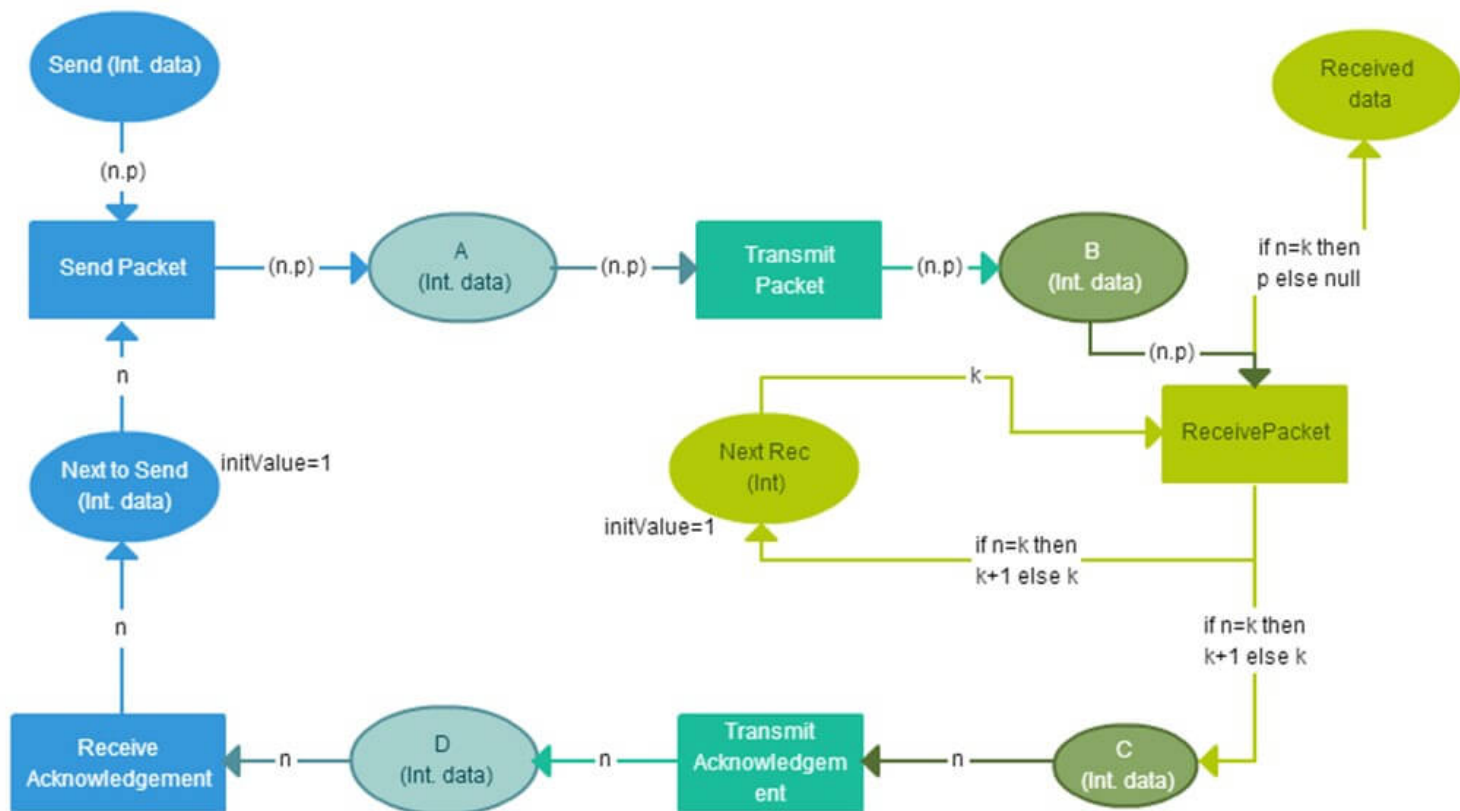 Send (Int. data)
Received
data
(n.p)
Send Packet
(n.p)
A
(Int. data)
(n.p)
Transmit
Packet
(n.p)
B
(Int. data)
if n=k then
p else null
(n.p)
n
k
ReceivePacket
Next to Send
(Int. data)
initValue=1
Next Rec
(Int)
initValue=1
if n=k then
k+1 else k
n
if n=k then
k+1 else k
Receive
Acknowledgement
n
D
(Int. data)
n
Transmit
Acknowledgem
ent
n
C
(Int. data)